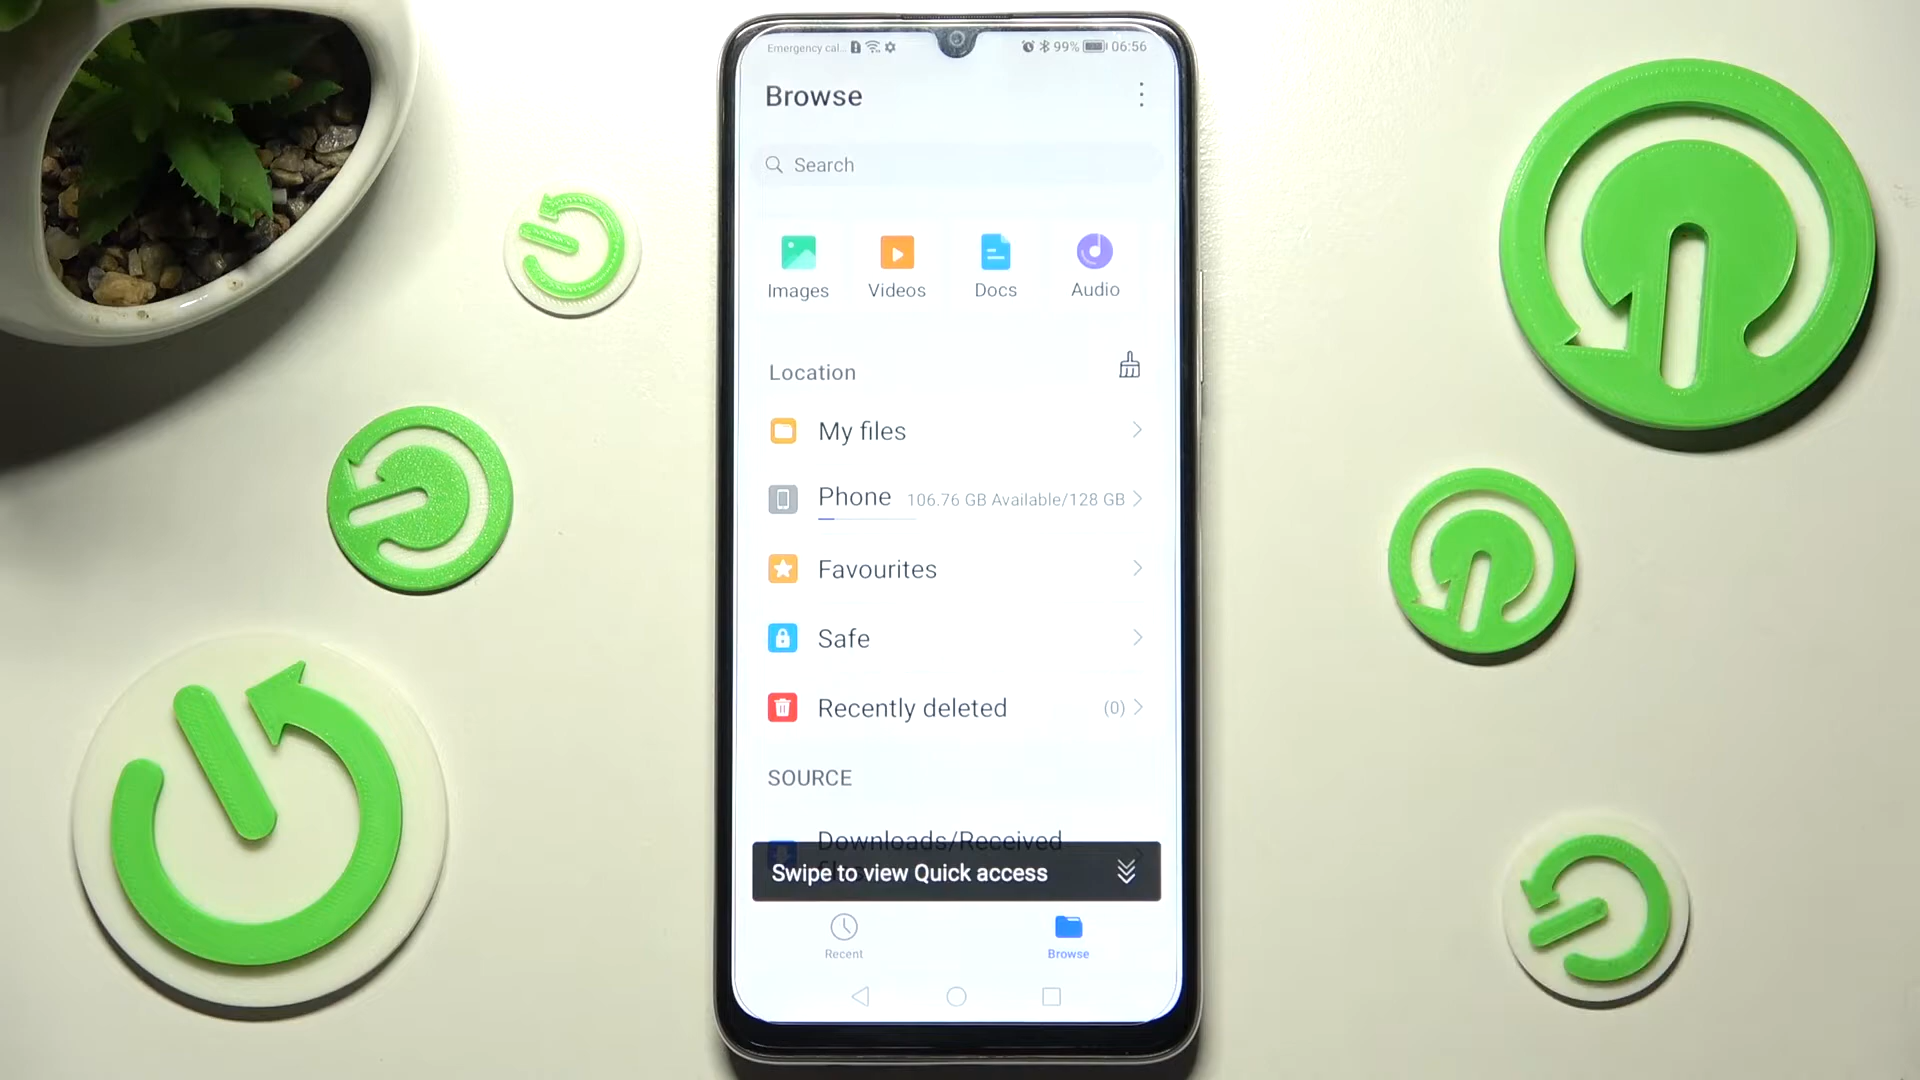 Emergency cal... 99% 06:56
Browse
Search
Images Videos Docs Audio
Location
My files
Phone 106.76 GB Available/128 GB
Favourites
Safe
Recently deleted (0)
SOURCE
Downloads/Received
Swipe to view Quick access
Recent Browse